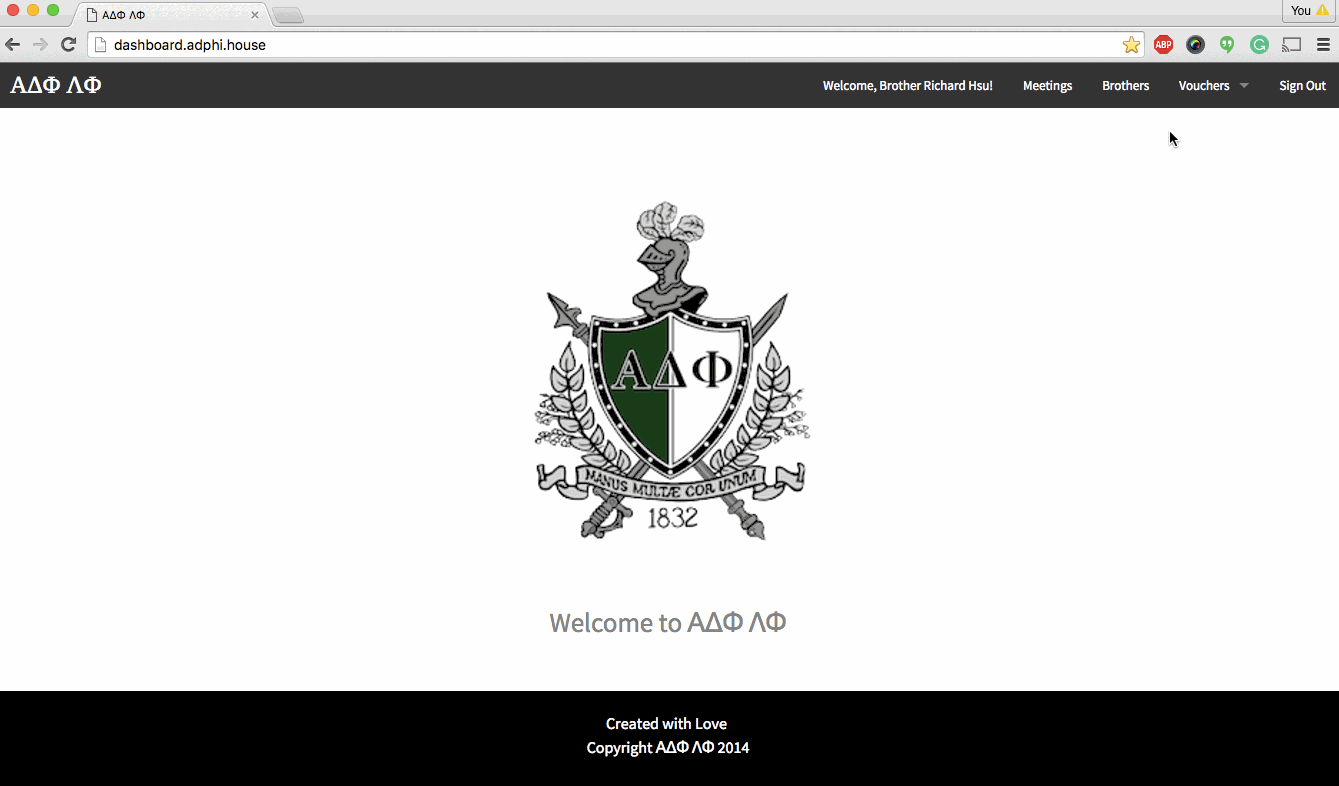 ΑΔΦ ΛΦ
You
dashboard.adphi.house
ABP
ΑΔΦ ΛΦ
Welcome, Brother Richard Hsu!
Meetings
Brothers
Vouchers
Sign Out
ΑΔΦ
MANUS MULTÆ COR UNUM
1832
Welcome to ΑΔΦ ΛΦ
Created with Love
Copyright ΑΔΦ ΛΦ 2014